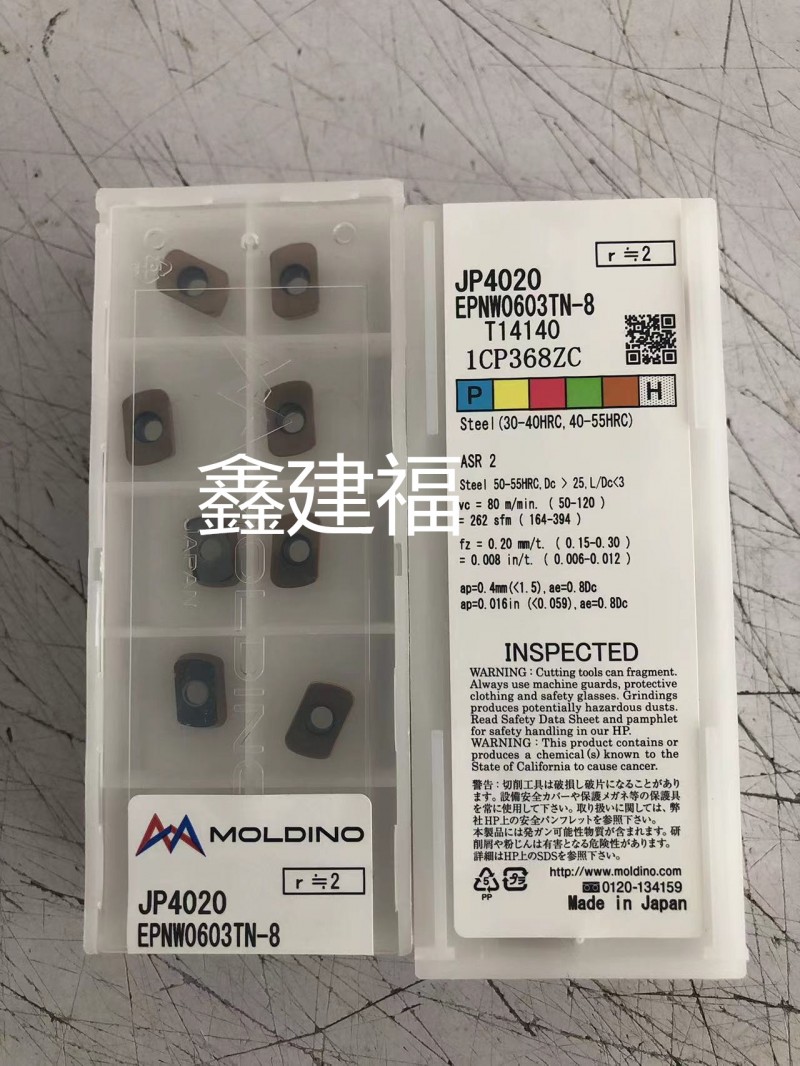 r≒2
JP4020
EPNW0603TN-8
T14140
1CP368ZC
P H
Steel(30-40HRC,40-55HRC)
ASR 2
Steel 50-55HRC,Dc > 25,L/Dc<3
vc = 80 m/min. ( 50-120 )
= 262 sfm ( 164-394 )
fz = 0.20 mm/t. ( 0.15-0.30 )
= 0.008 in/t. ( 0.006-0.012 )
ap=0.4mm(<1.5),ae=0.8Dc
ap=0.016in (<0.059),ae=0.8Dc
INSPECTED
WARNING : Cutting tools can fragment.
Always use machine guards, protective
clothing and safety glasses. Grindings
produces potentially hazardous dusts.
Read Safety Data Sheet and pamphlet
for safety handling in our HP.
WARNING : This product contains or
produces a chemical(s) known to the
State of California to cause cancer.
警告:切削工具は破損し破片になることがあり
ます。設備安全カバーや保護メガネ等の保護具
を常に使用して下さい。取り扱いに関しては、弊
社HP上の安全パンフレットを参照下さい。
本製品には発ガン可能性物質が含まれます。研
削屑や粉じんは有害となる危険性があります。
詳細はHP上のSDSを参照下さい。
http://www.moldino.com
0120-134159
5
PP
プラ
Made in Japan
鑫建福
JAPAN
MOLDINO
MOLDINO
r≒2
JP4020
EPNW0603TN-8